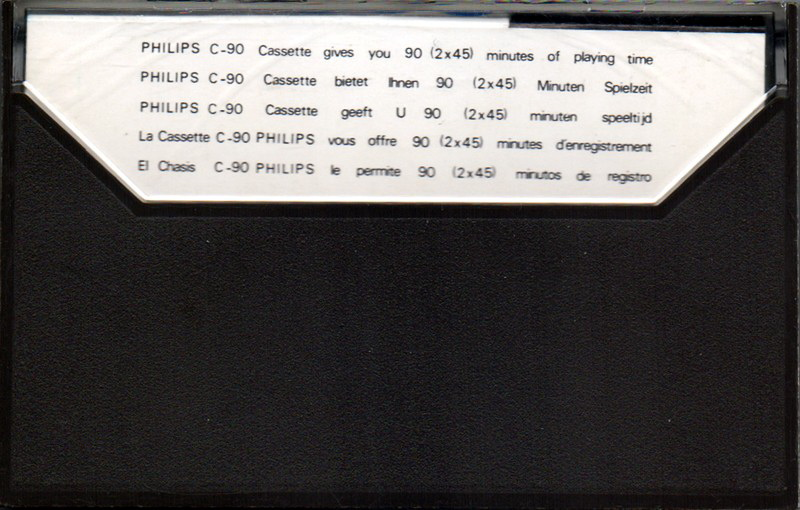 PHILIPS C-90 Cassette gives you 90 (2x45) minutes of playing time
PHILIPS C-90 Cassette bietet Ihnen 90 (2x45) Minuten Spielzeit
PHILIPS C-90 Cassette geeft U 90 (2x45) minuten speeltijd
La Cassette C-90 PHILIPS vous offre 90 (2x45) minutes d'enregistrement
El Chasis C-90 PHILIPS le permite 90 (2x45) minutos de registro